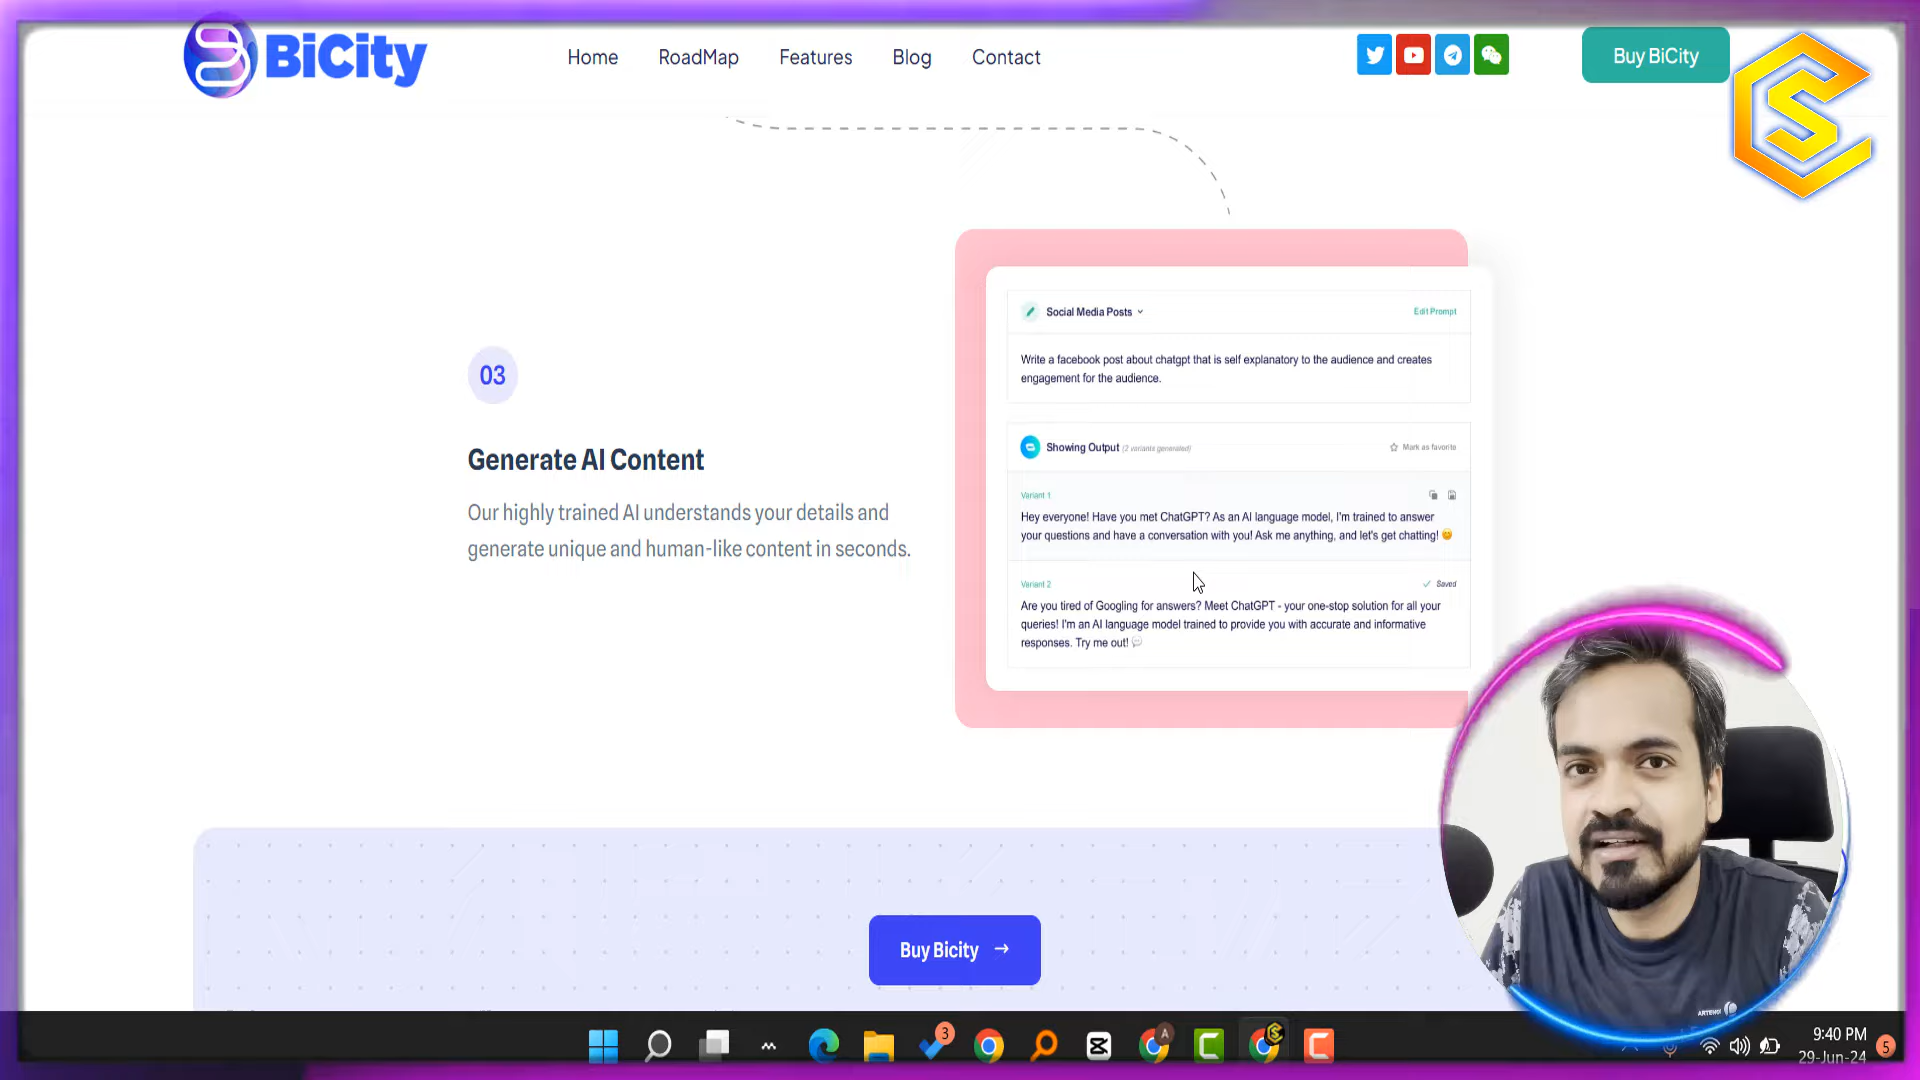 BiCity
Home
RoadMap
Features
Blog
Contact
Buy BiCity
03
Generate AI Content
Our highly trained AI understands your details and
generate unique and human-like content in seconds.
Social Media Posts
Edit Prompt
Write a facebook post about chatgpt that is self explanatory to the audience and creates
engagement for the audience.
Showing Output (2 variants generated)
Mark as favorite
Variant 1
Hey everyone! Have you met ChatGPT? As an AI language model, I'm trained to answer
your questions and have a conversation with you! Ask me anything, and let's get chatting! 😊
Variant 2
Saved
Are you tired of Googling for answers? Meet ChatGPT - your one-stop solution for all your
queries! I'm an AI language model trained to provide you with accurate and informative
responses. Try me out! 💬
Buy Bicity →
3
A
9:40 PM
29-Jun-24
5